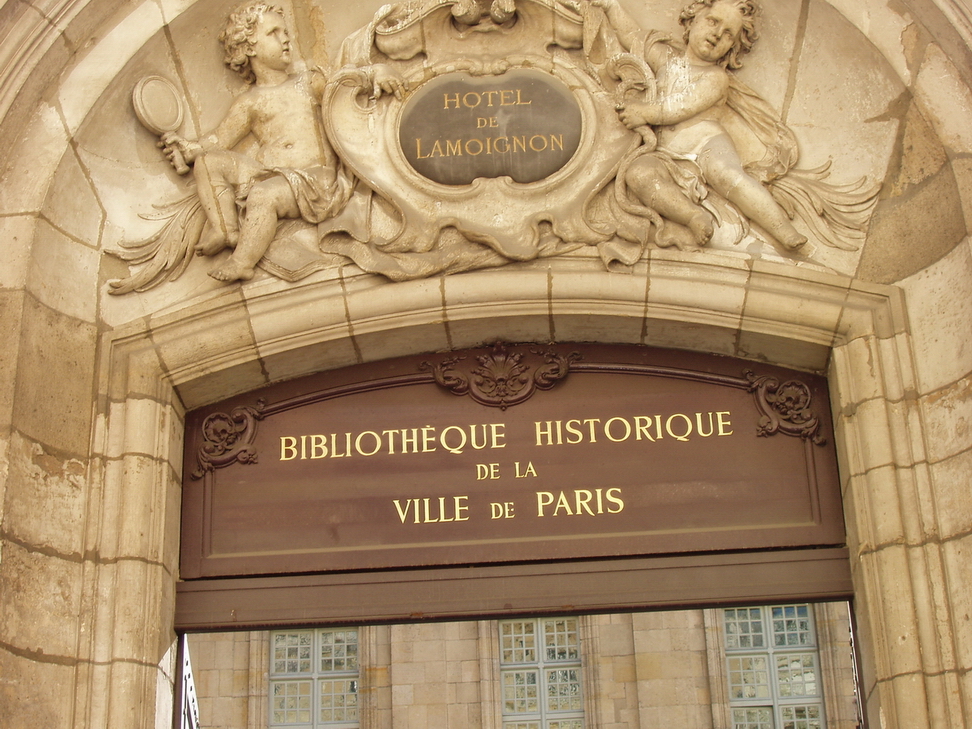 HOTEL
DE
LAMOIGNON
BIBLIOTHÈQUE HISTORIQUE
DE LA
VILLE DE PARIS